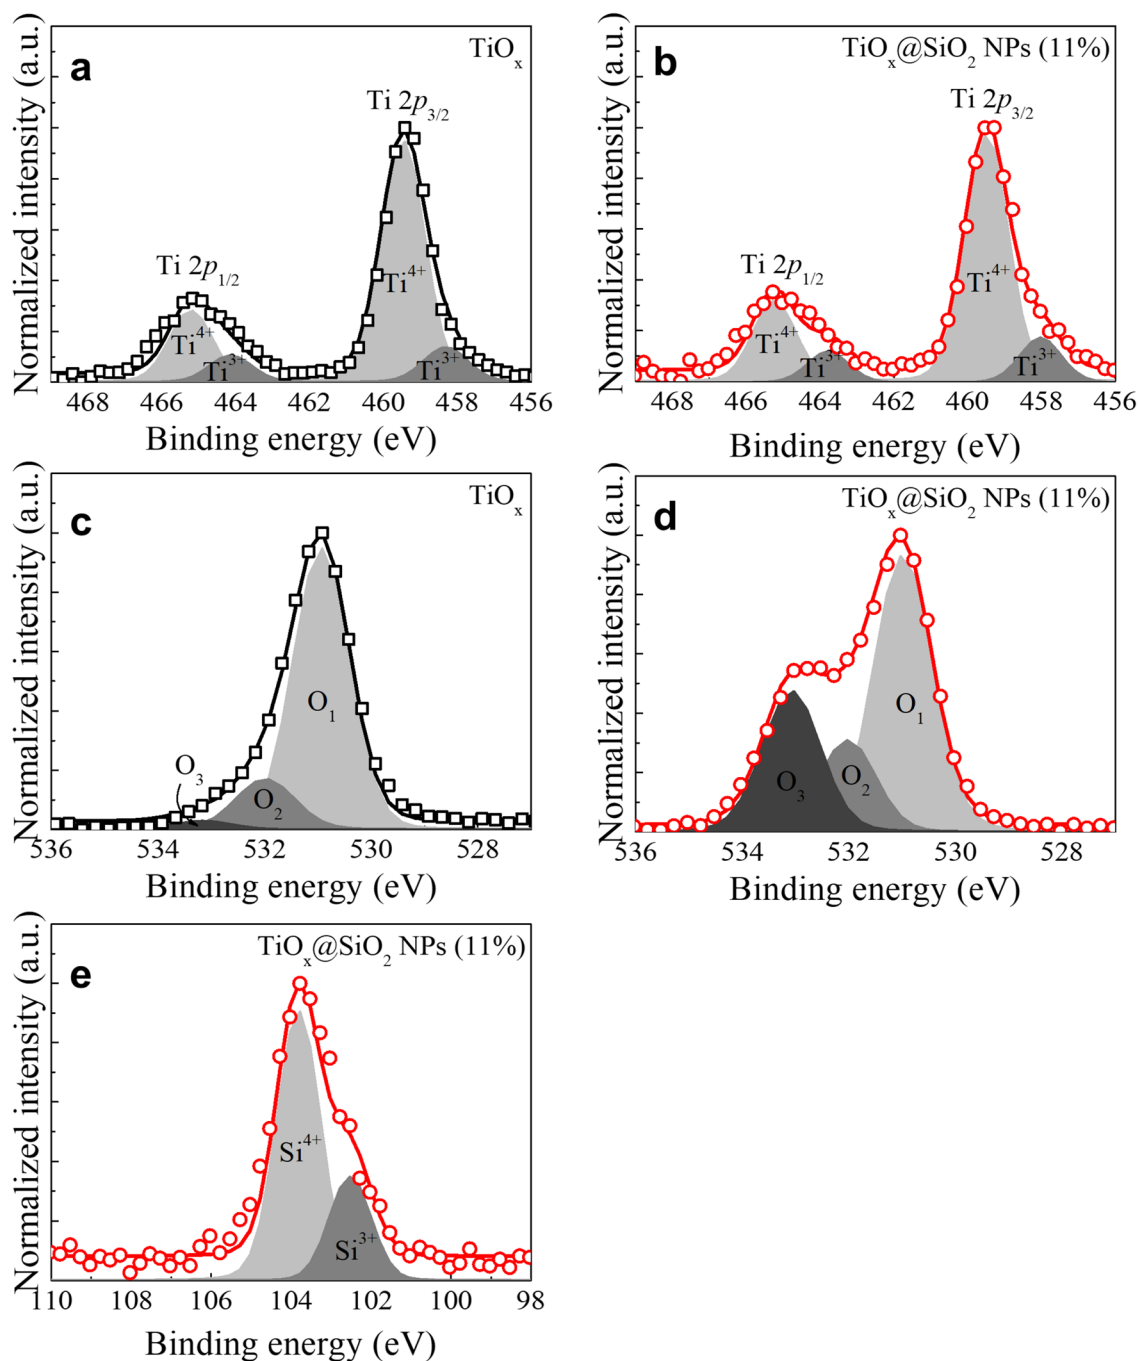 a
TiOₓ
Ti 2p₃/₂
Ti 2p₁/₂
Ti⁴⁺
Ti⁴⁺
Ti³⁺
Ti³⁺
Normalized intensity (a.u.)
468 466 464 462 460 458 456
Binding energy (eV)
b
TiOₓ@SiO₂ NPs (11%)
Ti 2p₃/₂
Ti 2p₁/₂
Ti⁴⁺
Ti⁴⁺
Ti³⁺
Ti³⁺
Normalized intensity (a.u.)
468 466 464 462 460 458 456
Binding energy (eV)
c
TiOₓ
O₁
O₃
O₂
Normalized intensity (a.u.)
536 534 532 530 528
Binding energy (eV)
d
TiOₓ@SiO₂ NPs (11%)
O₁
O₃
O₂
Normalized intensity (a.u.)
536 534 532 530 528
Binding energy (eV)
e
TiOₓ@SiO₂ NPs (11%)
Si⁴⁺
Si³⁺
Normalized intensity (a.u.)
110 108 106 104 102 100 98
Binding energy (eV)